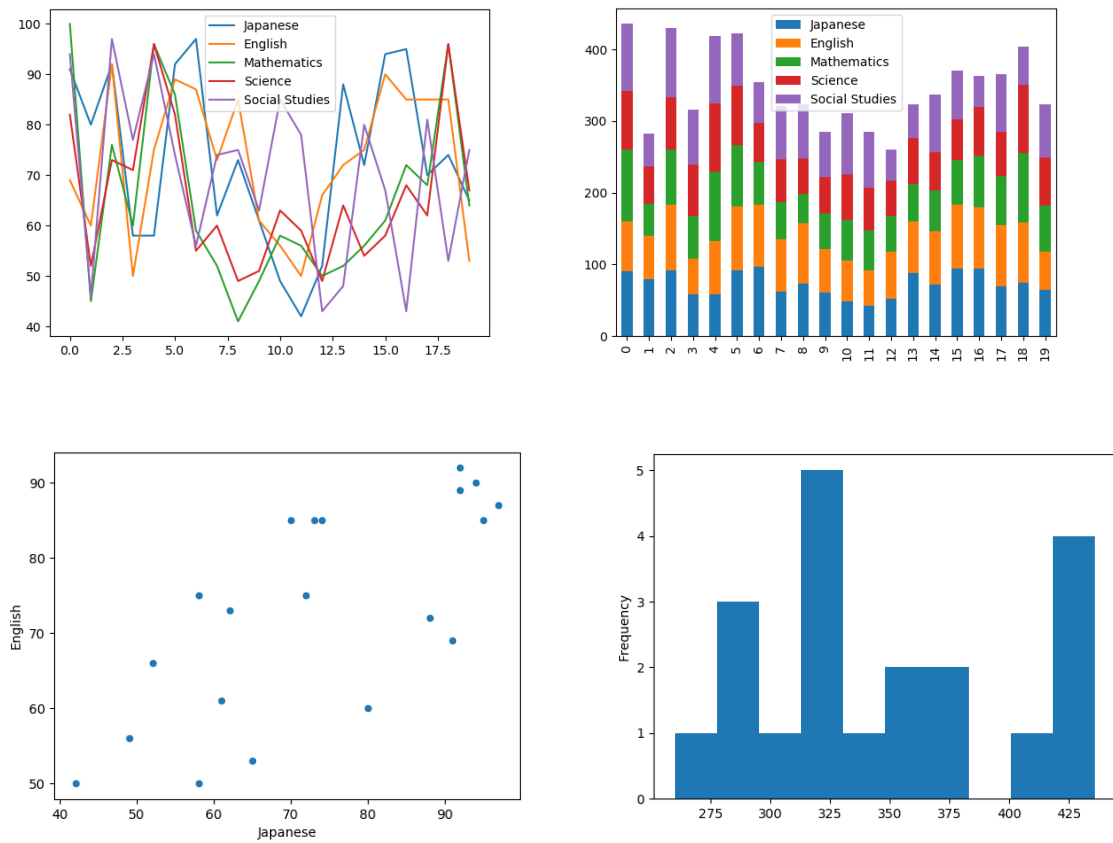 100
90
80
70
60
50
40
0.0 2.5 5.0 7.5 10.0 12.5 15.0 17.5
Japanese
English
Mathematics
Science
Social Studies
400
300
200
100
0
0 1 2 3 4 5 6 7 8 9 10 11 12 13 14 15 16 17 18 19
Japanese
English
Mathematics
Science
Social Studies
90
80
70
60
50
English
40 50 60 70 80 90
Japanese
5
4
3
2
1
0
Frequency
275 300 325 350 375 400 425